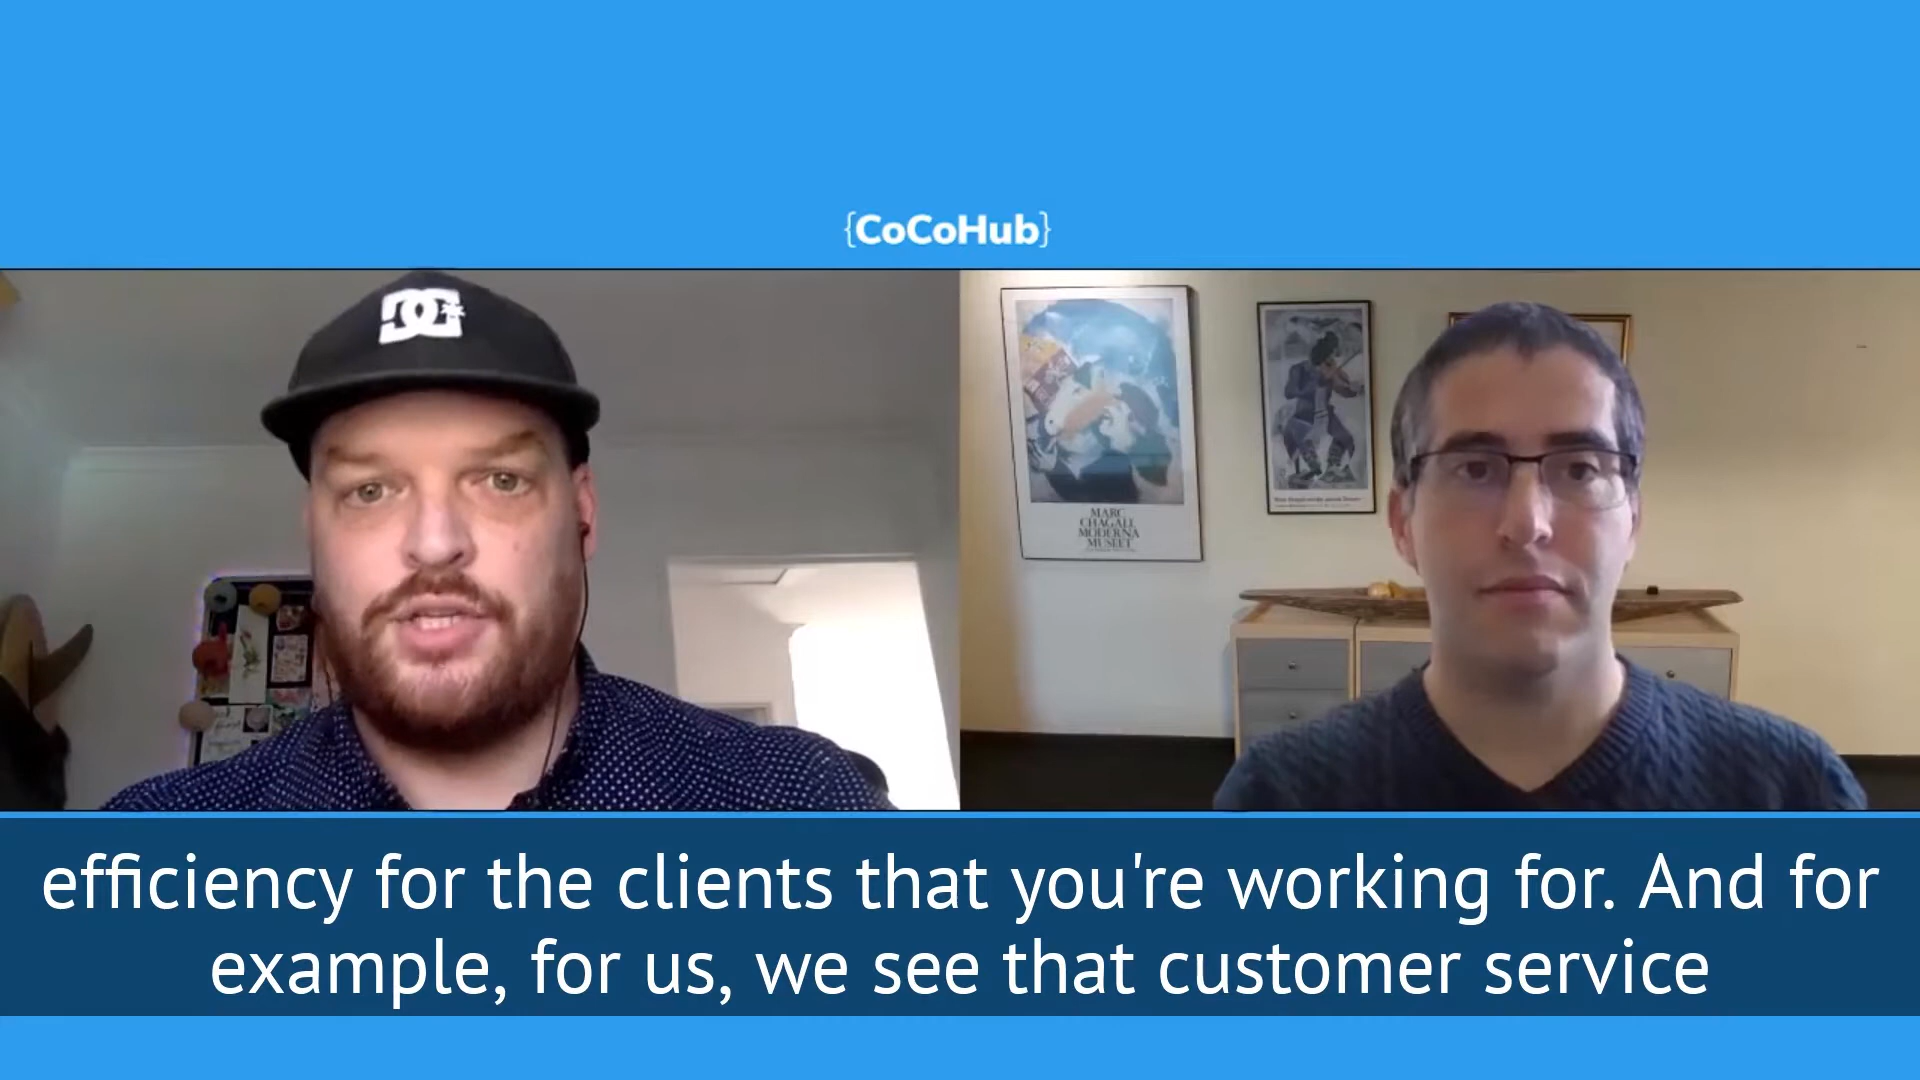 {CoCoHub}
DC
MARC
CHAGALL
MODERNA
MUSEET
efficiency for the clients that you're working for. And for
example, for us, we see that customer service